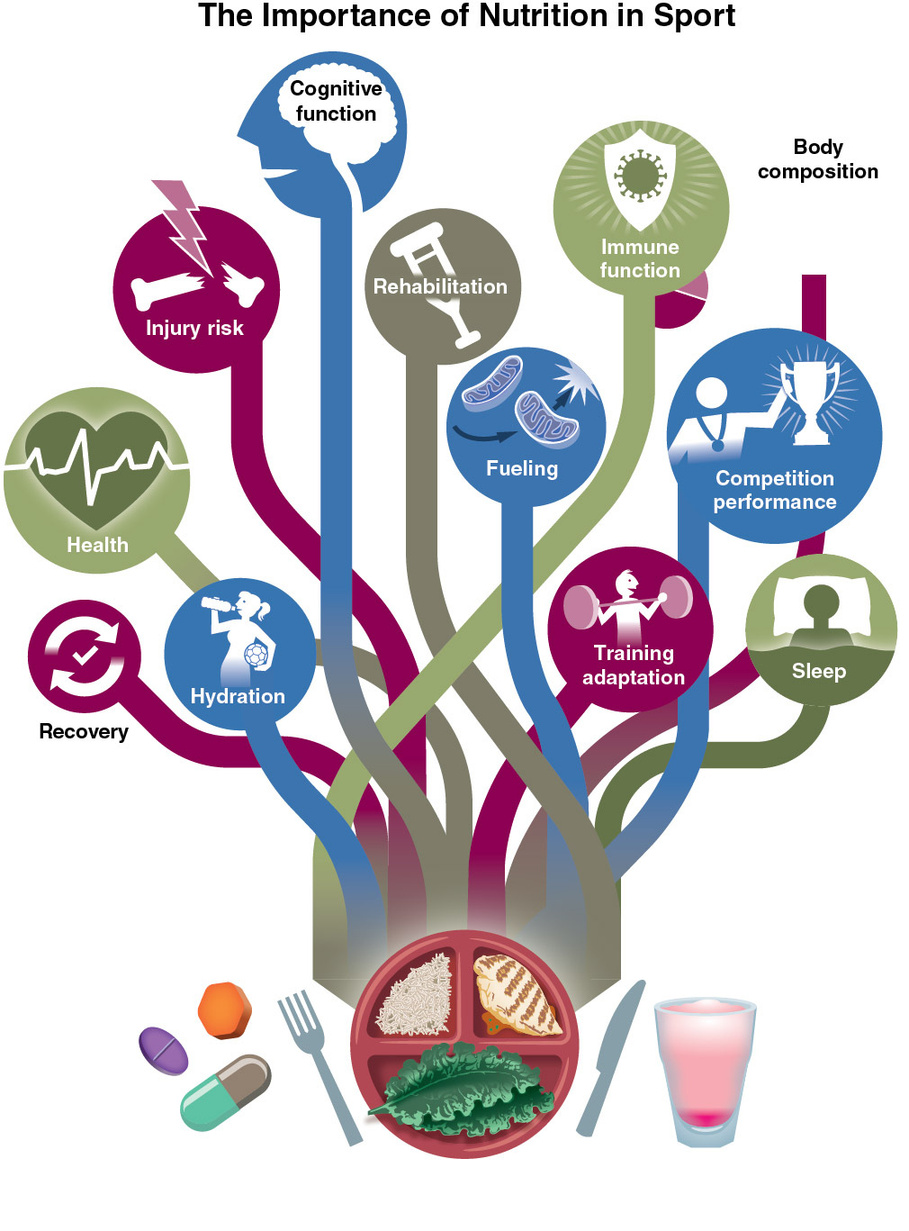 The Importance of Nutrition in Sport
Cognitive
function
Body
composition
Immune
function
Rehabilitation
Injury risk
Fueling
Competition
performance
Health
Training
adaptation
Sleep
Hydration
Recovery